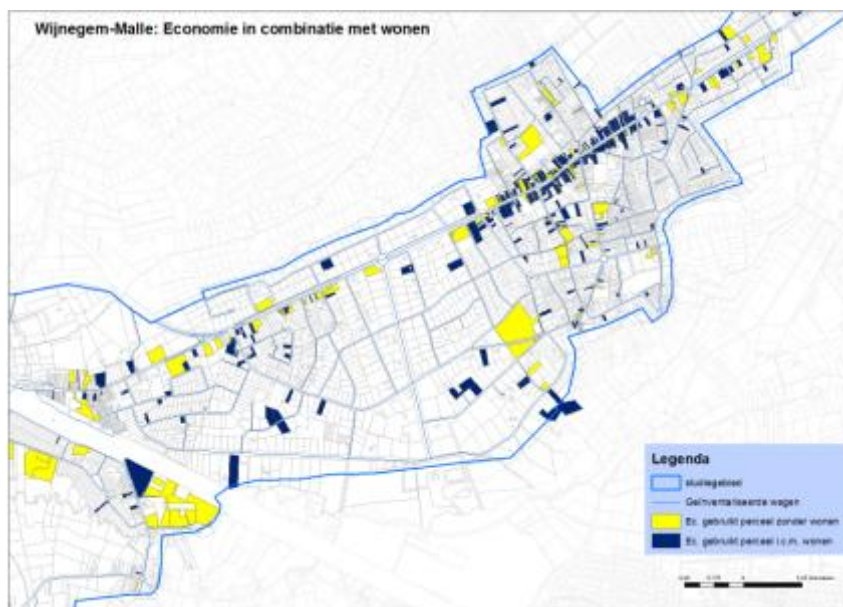 Wijnegem-Malle: Economie in combinatie met wonen
Legenda
studiegebied
Geïnventariseerde wegen
Ec. gebruikt perceel zonder wonen
Ec. gebruikt perceel i.c.m. wonen